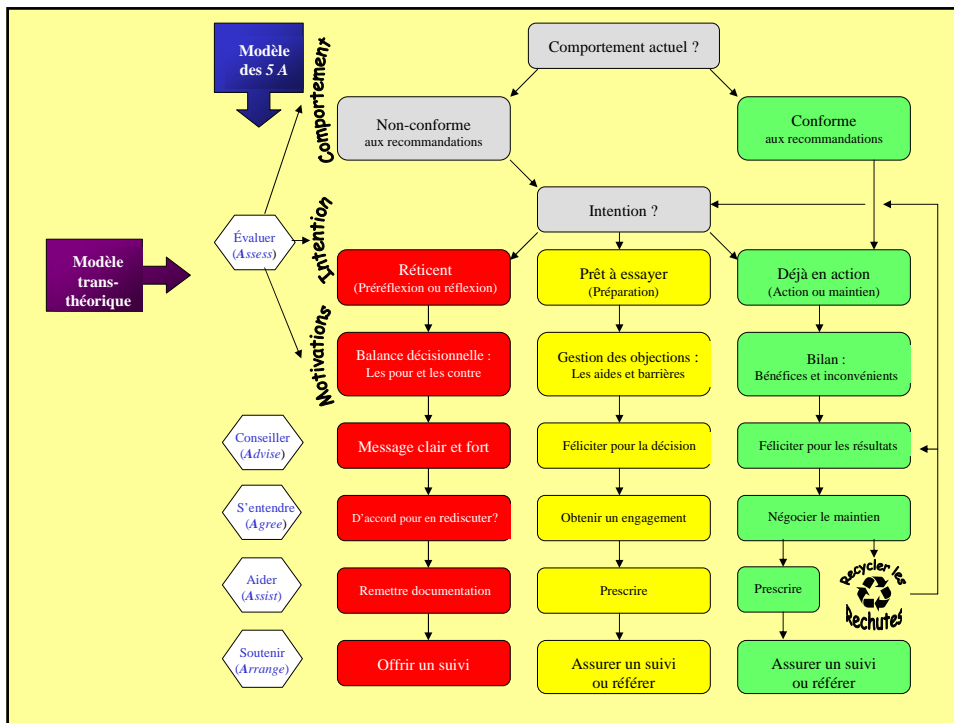 Modèle
des 5 A
Comportement
Comportement actuel ?
Non-conforme
aux recommandations
Conforme
aux recommandations
Modèle
trans-
théorique
Évaluer
(Assess)
Intention
Intention ?
Réticent
(Préréflexion ou réflexion)
Prêt à essayer
(Préparation)
Déjà en action
(Action ou maintien)
Motivations
Balance décisionnelle :
Les pour et les contre
Gestion des objections :
Les aides et barrières
Bilan :
Bénéfices et inconvénients
Conseiller
(Advise)
Message clair et fort
Féliciter pour la décision
Féliciter pour les résultats
S’entendre
(Agree)
D’accord pour en rediscuter?
Obtenir un engagement
Négocier le maintien
Aider
(Assist)
Remettre documentation
Prescrire
Prescrire
Recycler les
Rechutes
Soutenir
(Arrange)
Offrir un suivi
Assurer un suivi
ou référer
Assurer un suivi
ou référer